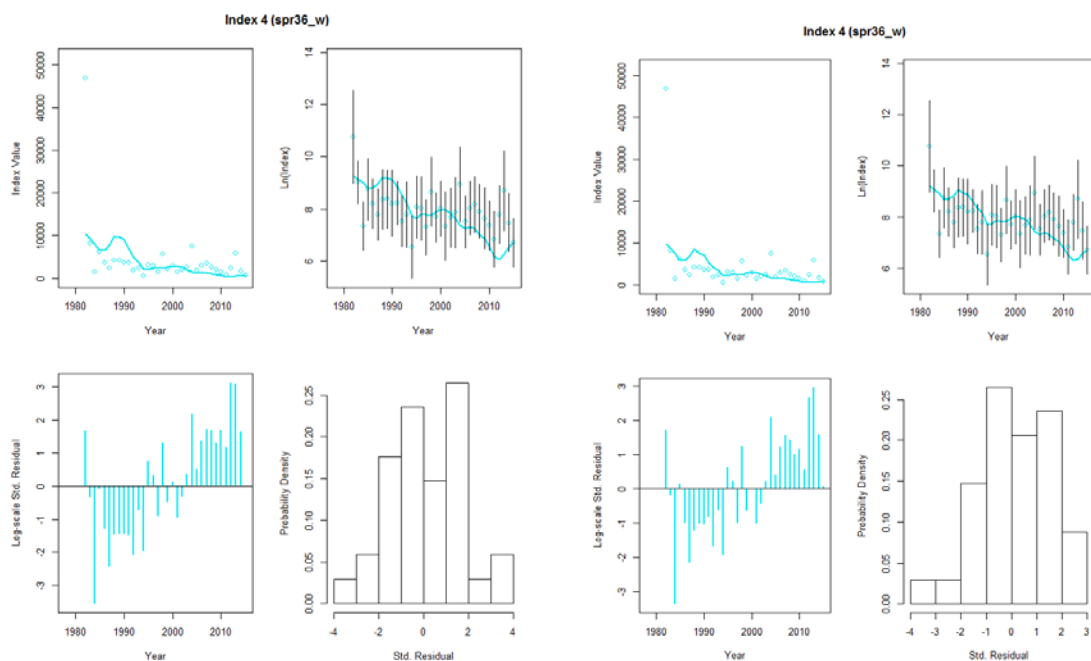 Index 4 (spr36_w)
Index Value
50000
40000
30000
20000
10000
0
1980 1990 2000 2010
Year
Ln(Index)
14
12
10
8
6
1980 1990 2000 2010
Year
Log-scale Std. Residual
3
2
1
0
-1
-2
-3
1980 1990 2000 2010
Year
Probability Density
0.25
0.20
0.15
0.10
0.05
0.00
-4 -2 0 2 4
Std. Residual
Index 4 (spr36_w)
Index Value
50000
40000
30000
20000
10000
0
1980 1990 2000 2010
Year
Ln(Index)
14
12
10
8
6
1980 1990 2000 2010
Year
Log-scale Std. Residual
3
2
1
0
-1
-2
-3
1980 1990 2000 2010
Year
Probability Density
0.25
0.20
0.15
0.10
0.05
0.00
-4 -3 -2 -1 0 1 2 3
Std. Residual